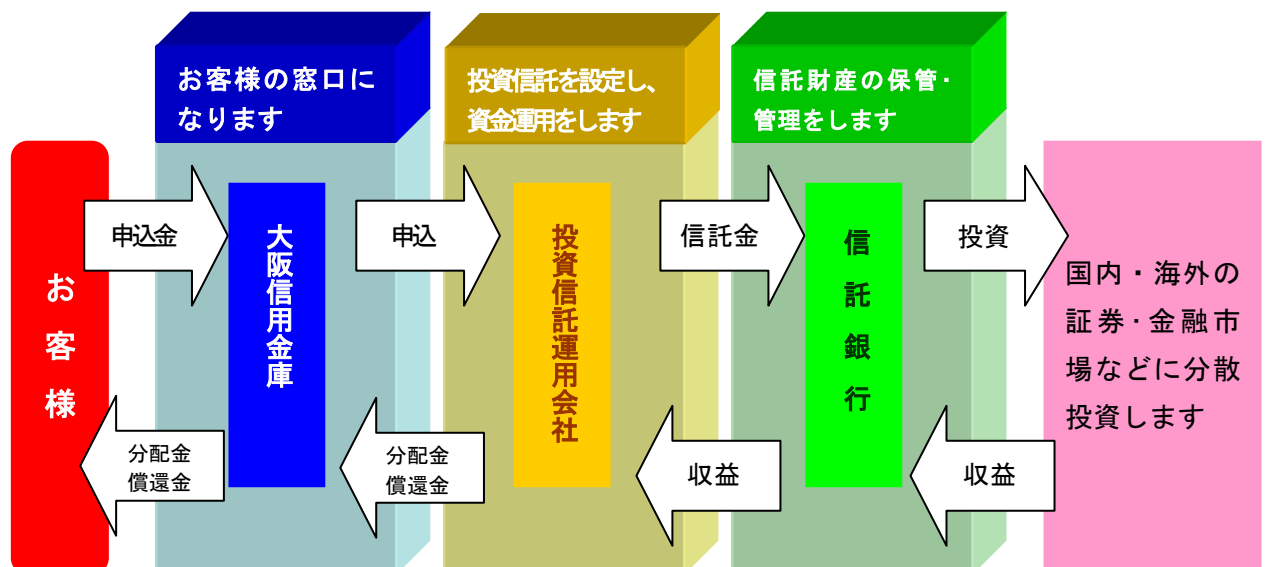 お客様の窓口に
なります
投資信託を設定し、
資金運用をします
信託財産の保管・
管理をします
お客様
申込金
大阪信用金庫
申込
投資信託運用会社
信託金
信託銀行
投資
国内・海外の
証券・金融市
場などに分散
投資します
分配金
償還金
分配金
償還金
収益
収益